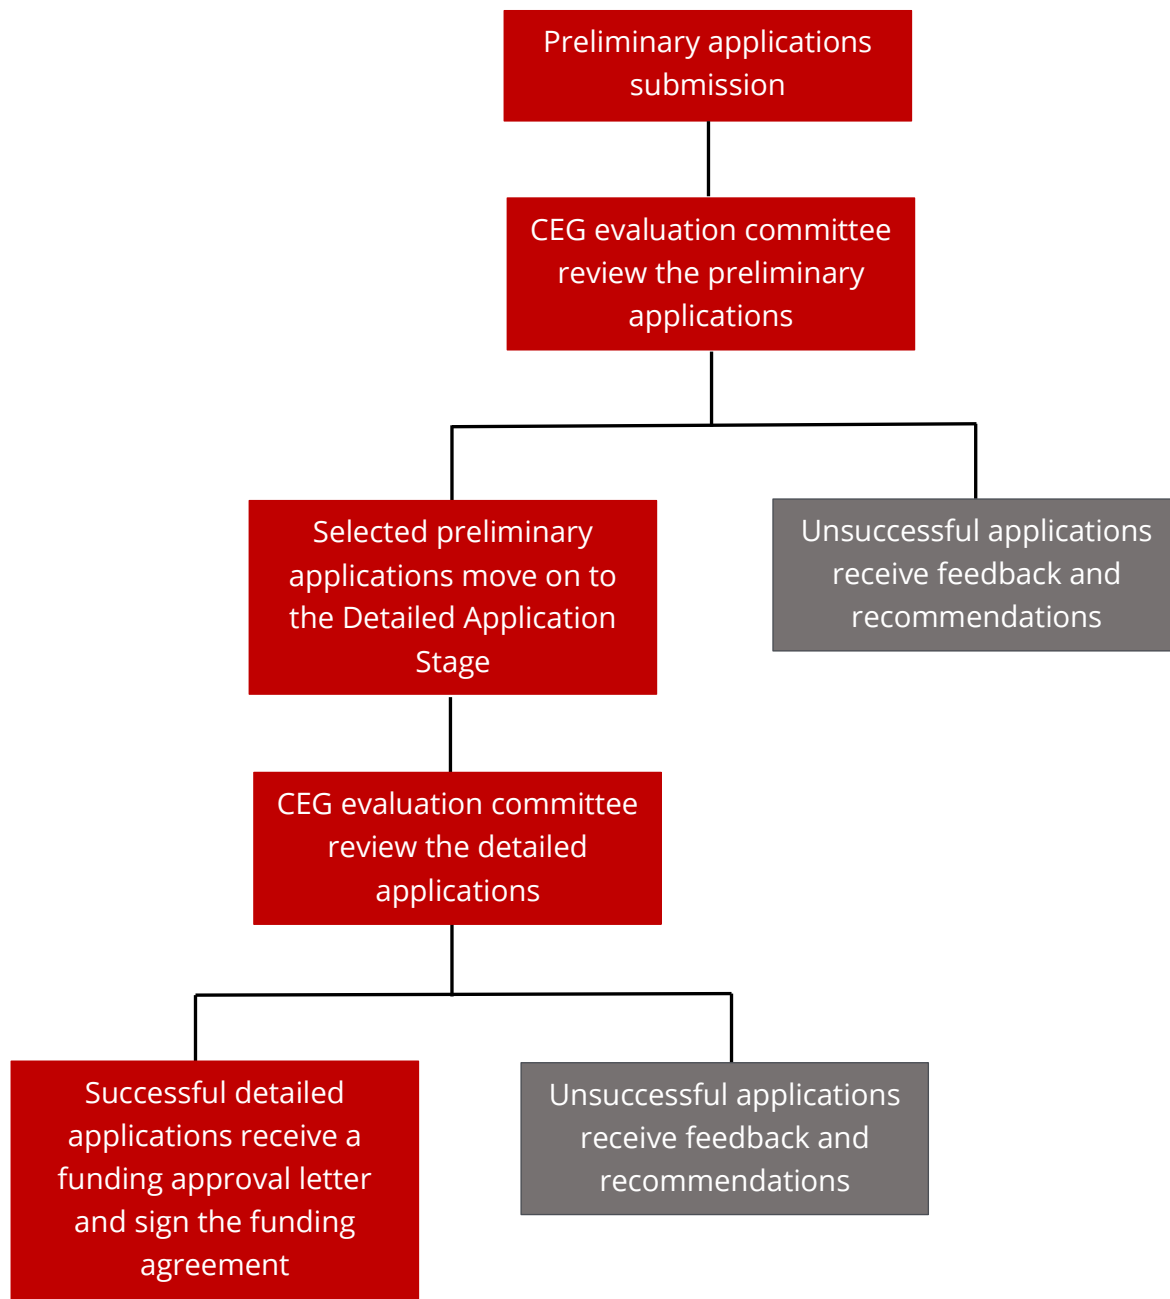 Preliminary applications
submission
CEG evaluation committee
review the preliminary
applications
Selected preliminary
applications move on to
the Detailed Application
Stage
Unsuccessful applications
receive feedback and
recommendations
CEG evaluation committee
review the detailed
applications
Successful detailed
applications receive a
funding approval letter
and sign the funding
agreement
Unsuccessful applications
receive feedback and
recommendations